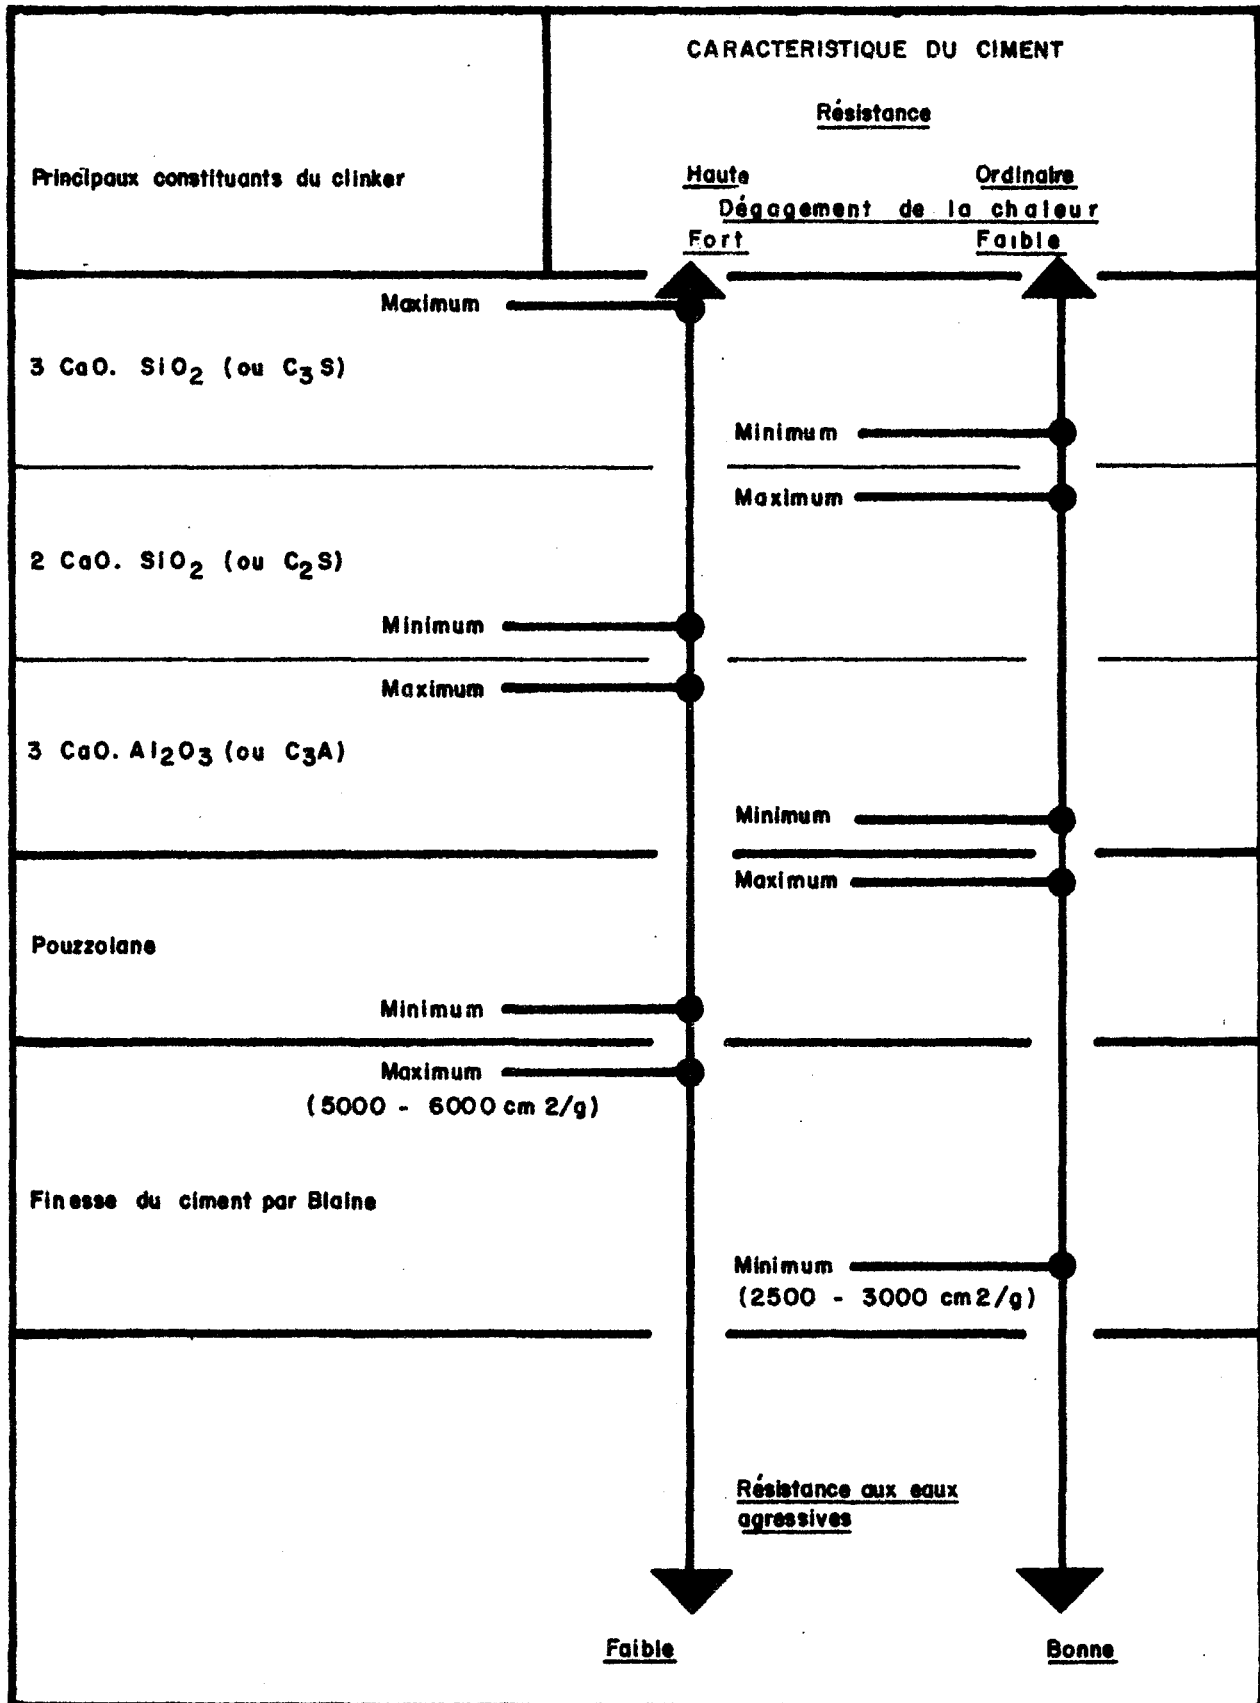 CARACTERISTIQUE DU CIMENT
Résistance
Principaux constituants du clinker
Haute Ordinaire
Dégagement de la chaleur
Fort Faible
Maximum
3 CaO. SiO2 (ou C3S)
Minimum
Maximum
2 CaO. SiO2 (ou C2S)
Minimum
Maximum
3 CaO. Al2O3 (ou C3A)
Minimum
Maximum
Pouzzolane
Minimum
Maximum
(5000 - 6000 cm 2/g)
Finesse du ciment par Blaine
Minimum
(2500 - 3000 cm2/g)
Résistance aux eaux
agressives
Faible Bonne